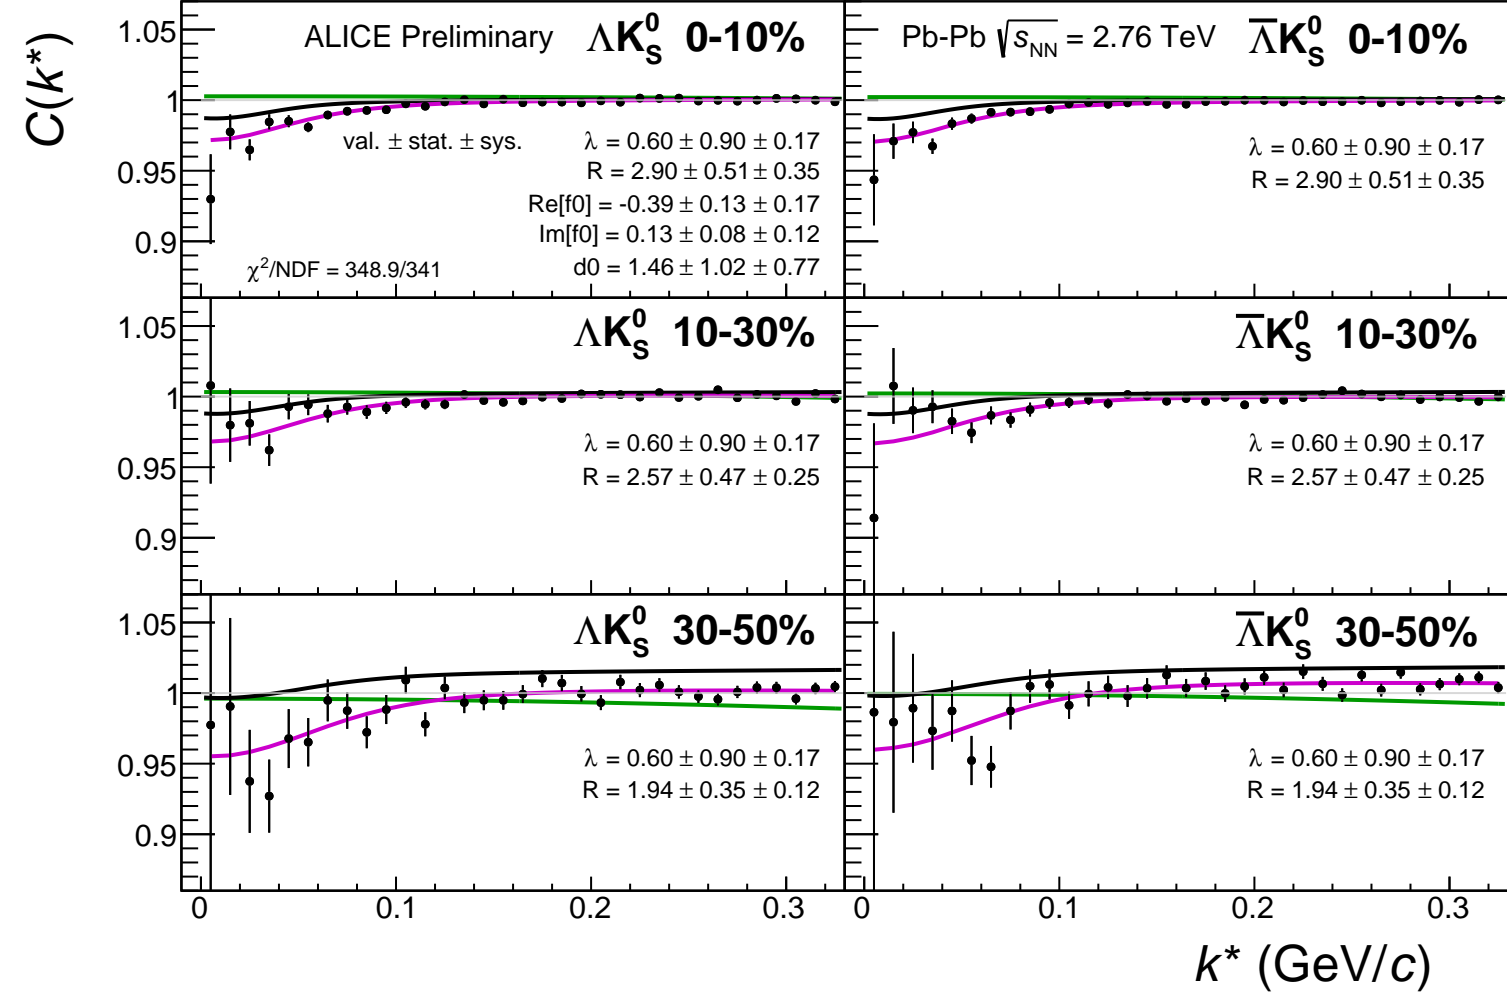 C(k*)
ALICE Preliminary
ΛK⁰_S 0-10%
Pb-Pb √s_NN = 2.76 TeV
Λ̅K⁰_S 0-10%
1.05
1
0.95
0.9
val. ± stat. ± sys.
λ = 0.60 ± 0.90 ± 0.17
R = 2.90 ± 0.51 ± 0.35
Re[f0] = -0.39 ± 0.13 ± 0.17
Im[f0] = 0.13 ± 0.08 ± 0.12
d0 = 1.46 ± 1.02 ± 0.77
χ²/NDF = 348.9/341
λ = 0.60 ± 0.90 ± 0.17
R = 2.90 ± 0.51 ± 0.35
ΛK⁰_S 10-30%
Λ̅K⁰_S 10-30%
1.05
1
0.95
0.9
λ = 0.60 ± 0.90 ± 0.17
R = 2.57 ± 0.47 ± 0.25
λ = 0.60 ± 0.90 ± 0.17
R = 2.57 ± 0.47 ± 0.25
ΛK⁰_S 30-50%
Λ̅K⁰_S 30-50%
1.05
1
0.95
0.9
λ = 0.60 ± 0.90 ± 0.17
R = 1.94 ± 0.35 ± 0.12
λ = 0.60 ± 0.90 ± 0.17
R = 1.94 ± 0.35 ± 0.12
0 0.1 0.2 0.3 0 0.1 0.2 0.3
k* (GeV/c)